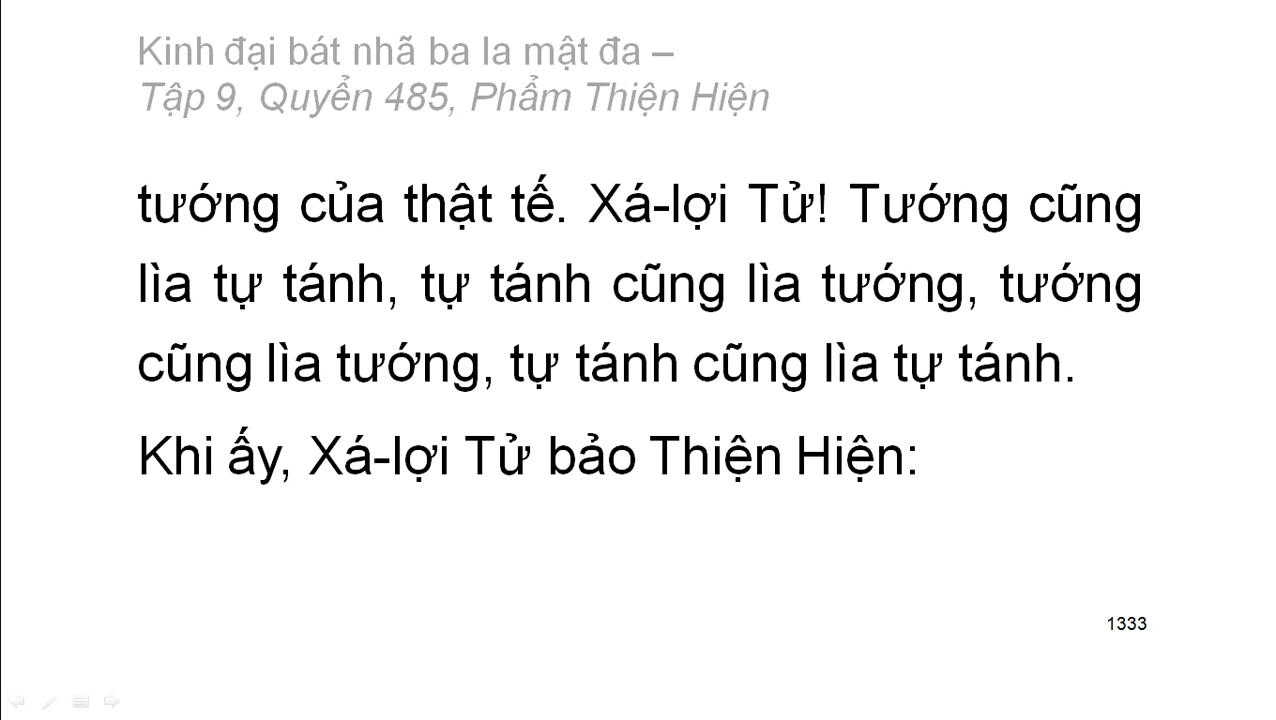 Kinh đại bát nhã ba la mật đa –
Tập 9, Quyển 485, Phẩm Thiện Hiện
tướng của thật tế. Xá-lợi Tử! Tướng cũng
lìa tự tánh, tự tánh cũng lìa tướng, tướng
cũng lìa tướng, tự tánh cũng lìa tự tánh.
Khi ấy, Xá-lợi Tử bảo Thiện Hiện:
1333